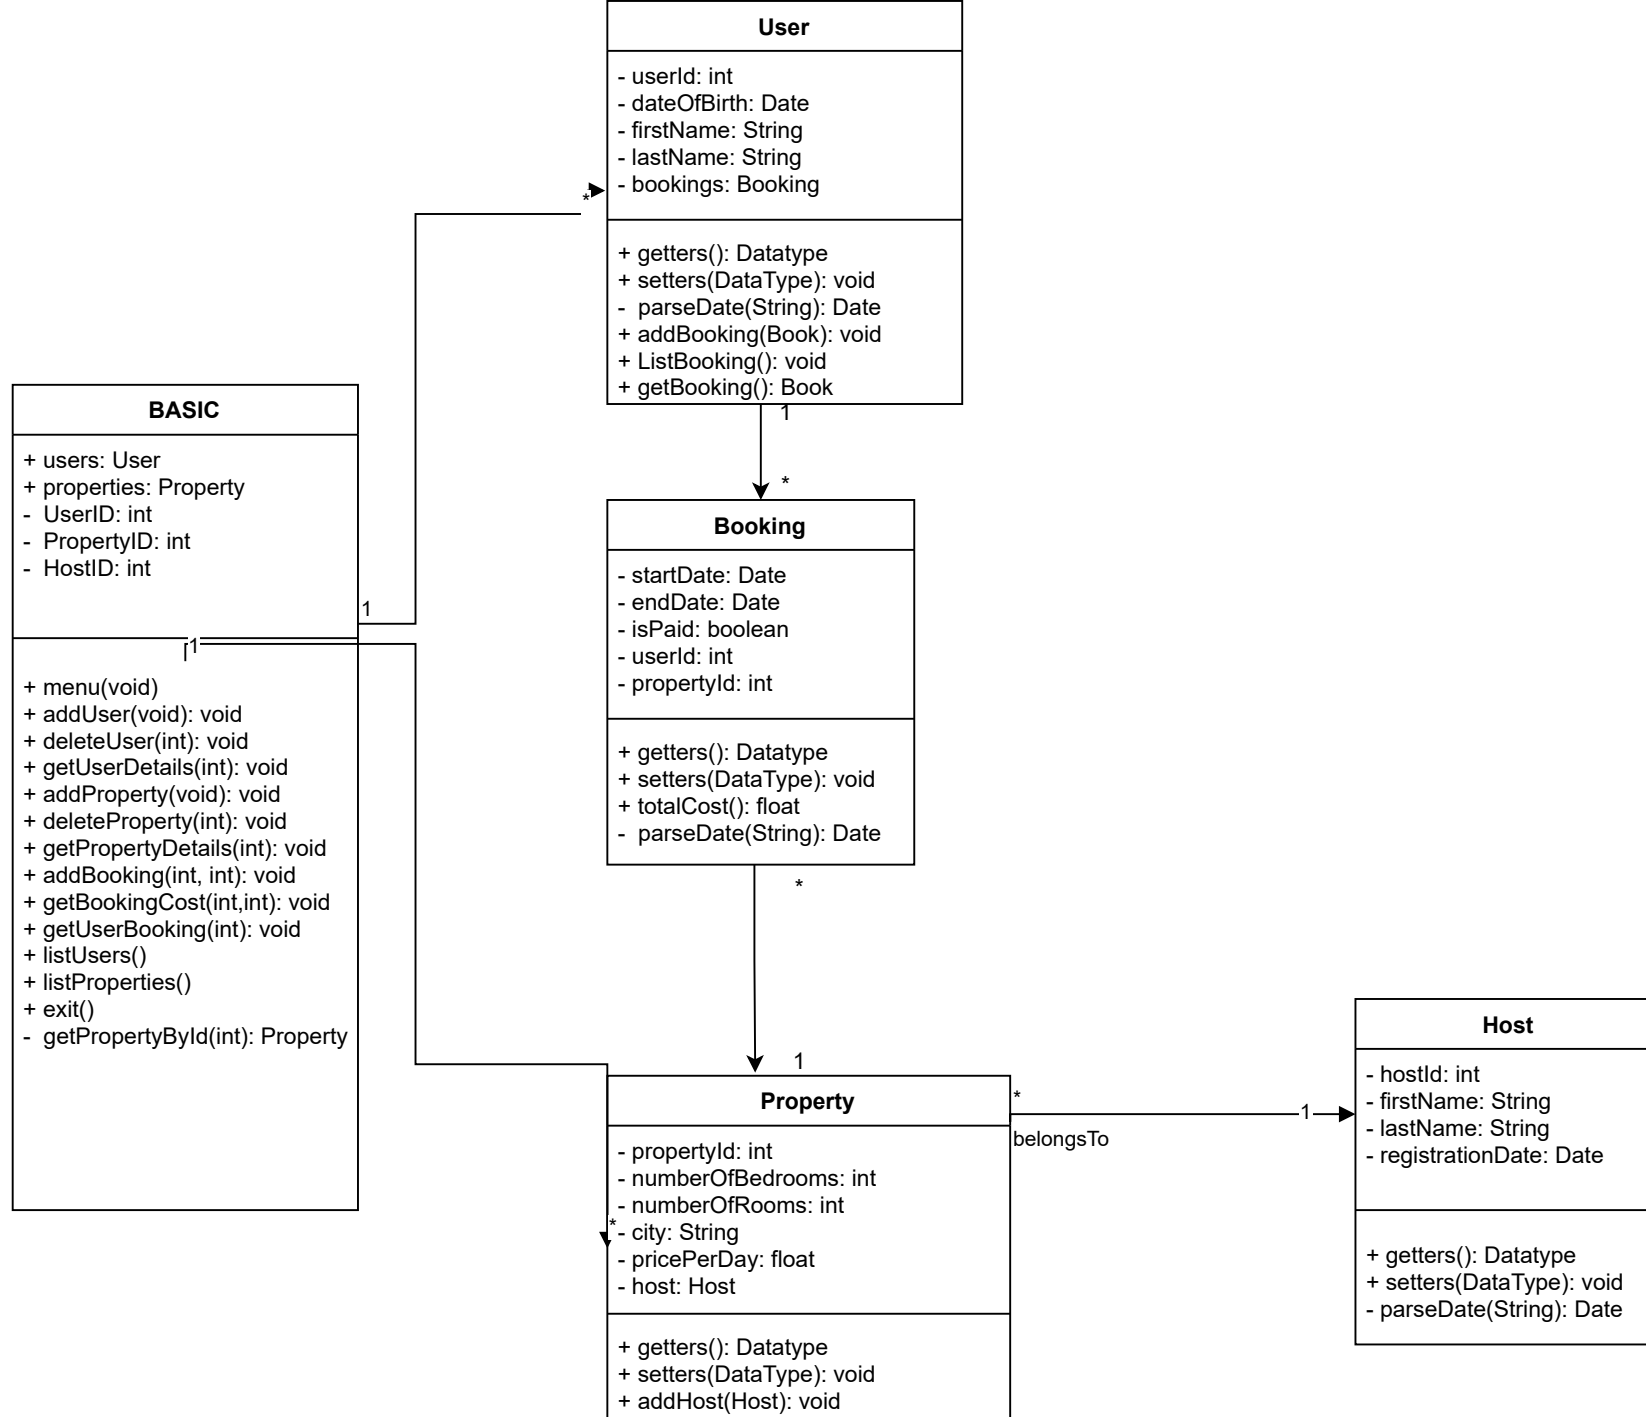 User
- userId: int
- dateOfBirth: Date
- firstName: String
- lastName: String
- bookings: Booking
*
+ getters(): Datatype
+ setters(DataType): void
-  parseDate(String): Date
+ addBooking(Book): void
+ ListBooking(): void
+ getBooking(): Book
1
*
BASIC
+ users: User
+ properties: Property
-  UserID: int
-  PropertyID: int
-  HostID: int
1
1
+ menu(void)
+ addUser(void): void
+ deleteUser(int): void
+ getUserDetails(int): void
+ addProperty(void): void
+ deleteProperty(int): void
+ getPropertyDetails(int): void
+ addBooking(int, int): void
+ getBookingCost(int,int): void
+ getUserBooking(int): void
+ listUsers()
+ listProperties()
+ exit()
-  getPropertyById(int): Property
Booking
- startDate: Date
- endDate: Date
- isPaid: boolean
- userId: int
- propertyId: int
+ getters(): Datatype
+ setters(DataType): void
+ totalCost(): float
-  parseDate(String): Date
*
1
Property
- propertyId: int
- numberOfBedrooms: int
- numberOfRooms: int
- city: String
- pricePerDay: float
- host: Host
*
+ getters(): Datatype
+ setters(DataType): void
+ addHost(Host): void
*
belongsTo
1
Host
- hostId: int
- firstName: String
- lastName: String
- registrationDate: Date
+ getters(): Datatype
+ setters(DataType): void
- parseDate(String): Date